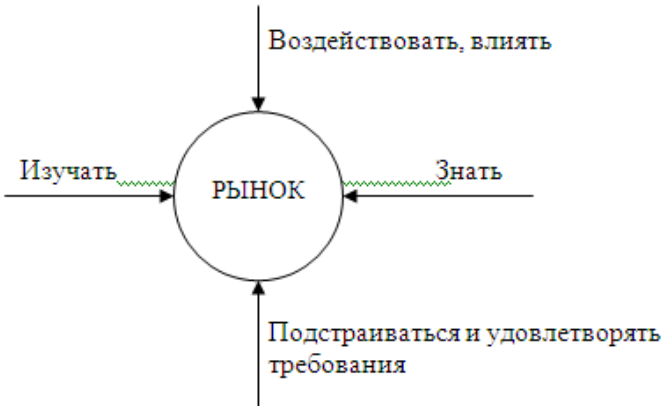 Воздействовать, влиять
Изучать
Знать
РЫНОК
Подстраиваться и удовлетворять
требования